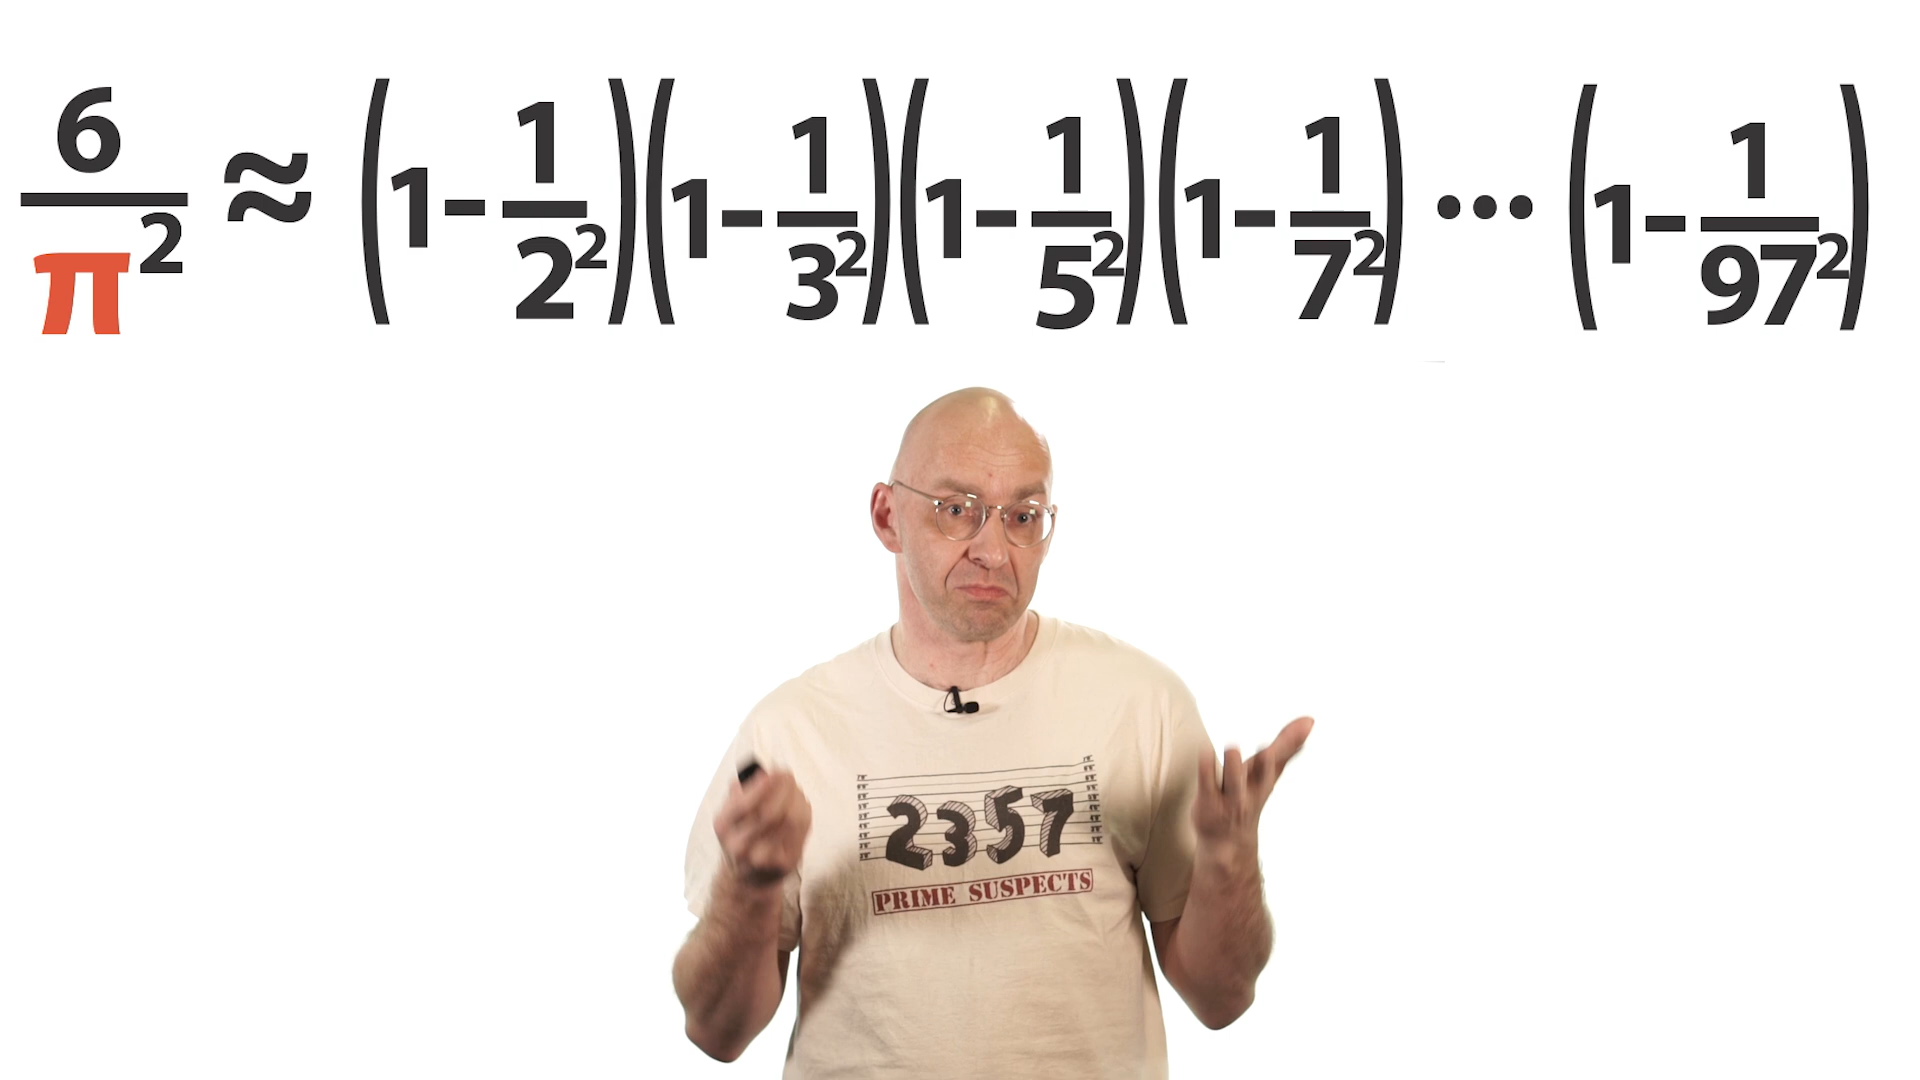 6/π² ≈ (1-1/2²)(1-1/3²)(1-1/5²)(1-1/7²)···(1-1/97²)
2357
PRIME SUSPECTS